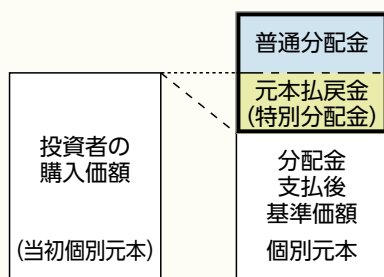 普通分配金
元本払戻金
(特別分配金)
投資者の
購入価額
(当初個別元本)
分配金
支払後
基準価額
個別元本